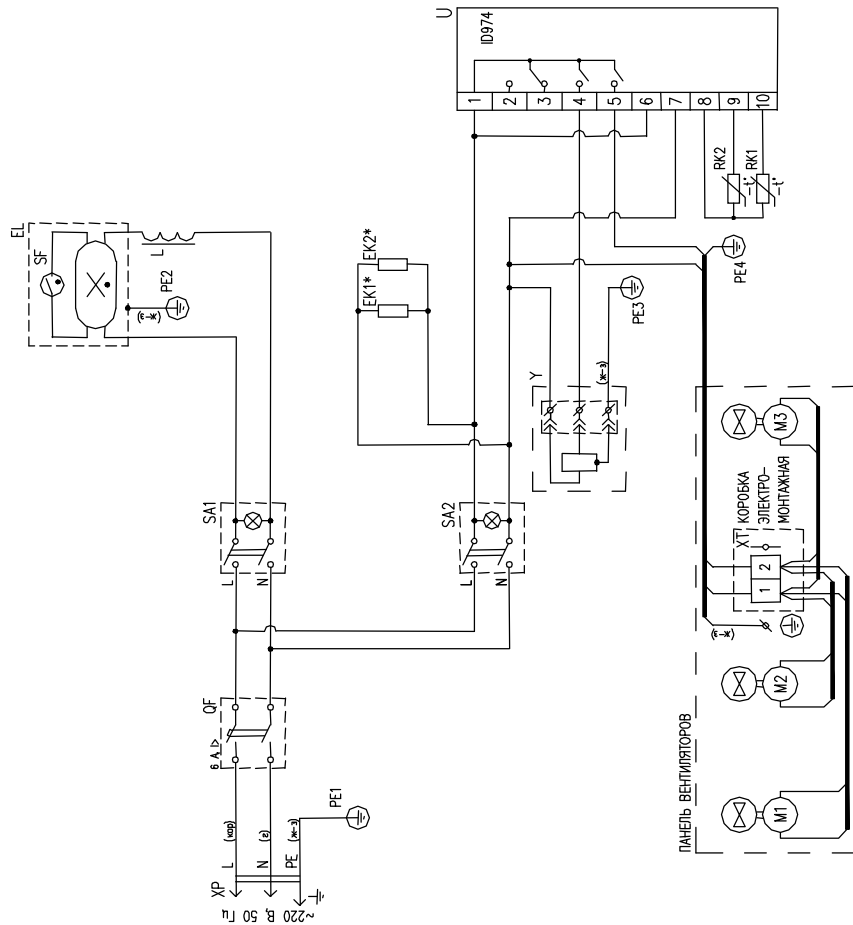 U
ID974
1
2
3
4
5
6
7
8
9
10
RK2
RK1
-t°
-t°
EL
SF
L
PE2
(ж-з)
EK2*
EK1*
PE4
PE3
(ж-з)
Y
SA1
L
N
SA2
L
N
M3
КОРОБКА
ЭЛЕКТРО-
МОНТАЖНАЯ
XT
1
2
(ж-з)
M2
M1
ПАНЕЛЬ ВЕНТИЛЯТОРОВ
QF
6 А, I>
PE1
XP
L
(кор)
N
(г)
PE
(ж-з)
~220 В, 50 Гц